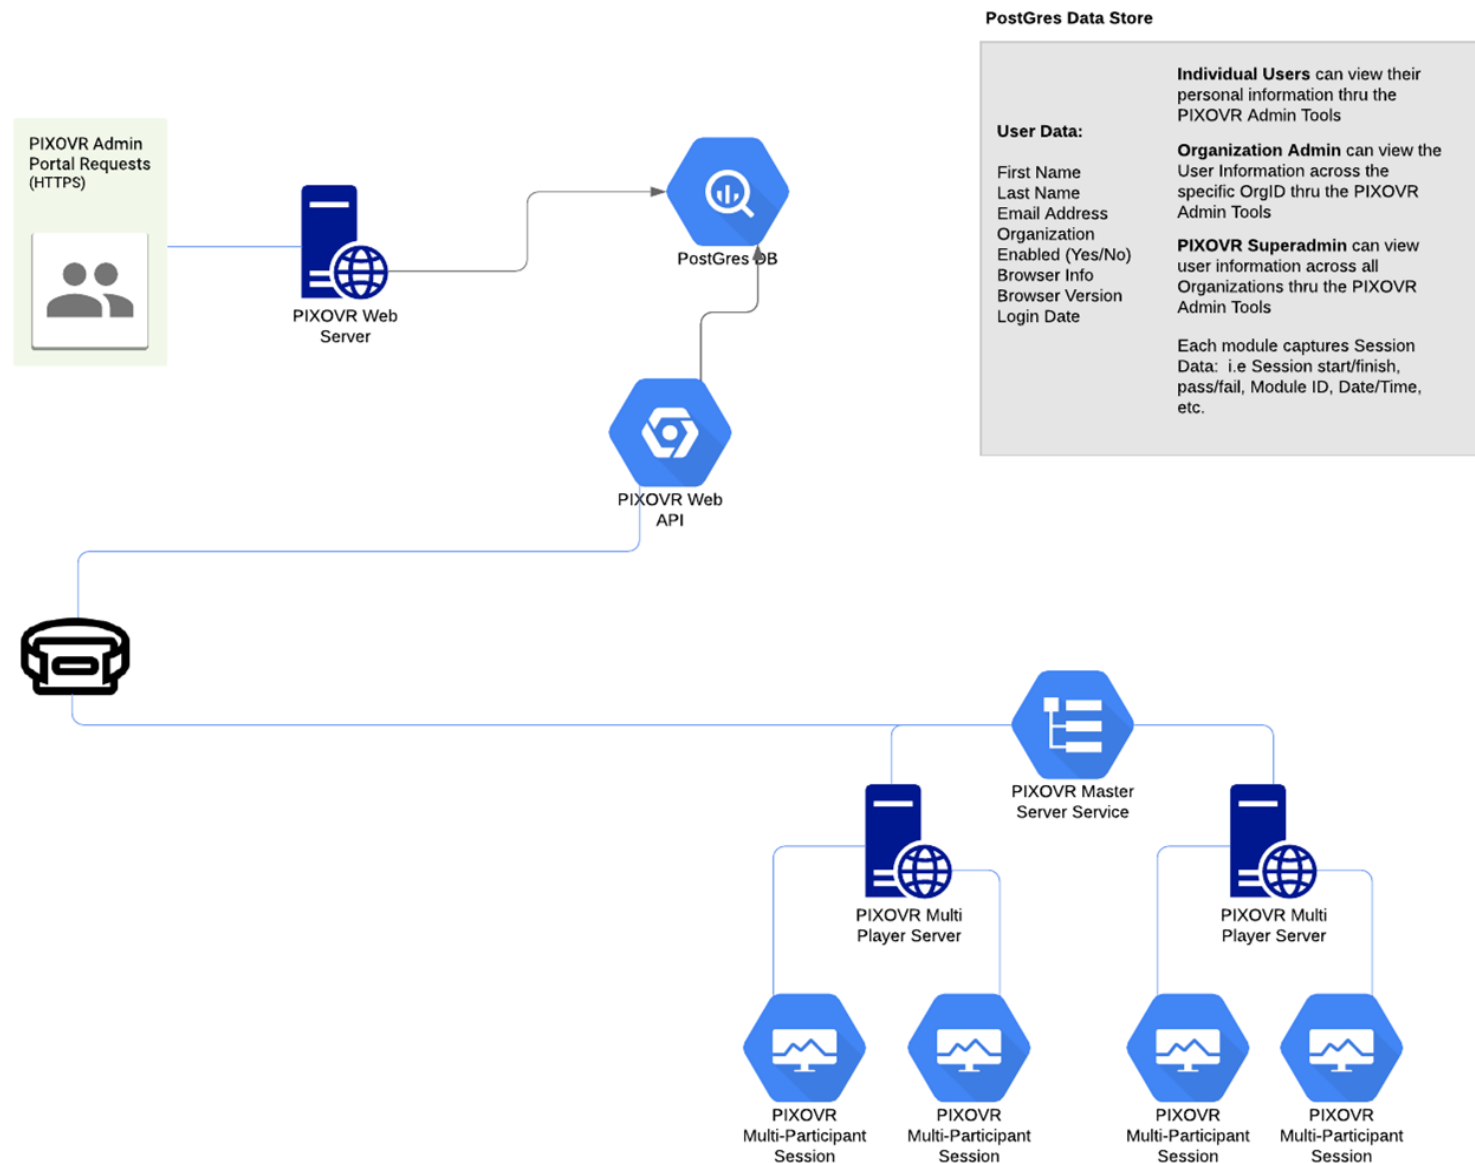 PostGres Data Store
PIXOVR Admin
Portal Requests
(HTTPS)
PIXOVR Web
Server
PostGres DB
PIXOVR Web
API
User Data:
First Name
Last Name
Email Address
Organization
Enabled (Yes/No)
Browser Info
Browser Version
Login Date
Individual Users can view their
personal information thru the
PIXOVR Admin Tools
Organization Admin can view the
User Information across the
specific OrgID thru the PIXOVR
Admin Tools
PIXOVR Superadmin can view
user information across all
Organizations thru the PIXOVR
Admin Tools
Each module captures Session
Data: i.e Session start/finish,
pass/fail, Module ID, Date/Time,
etc.
PIXOVR Master
Server Service
PIXOVR Multi
Player Server
PIXOVR Multi
Player Server
PIXOVR
Multi-Participant
Session
PIXOVR
Multi-Participant
Session
PIXOVR
Multi-Participant
Session
PIXOVR
Multi-Participant
Session